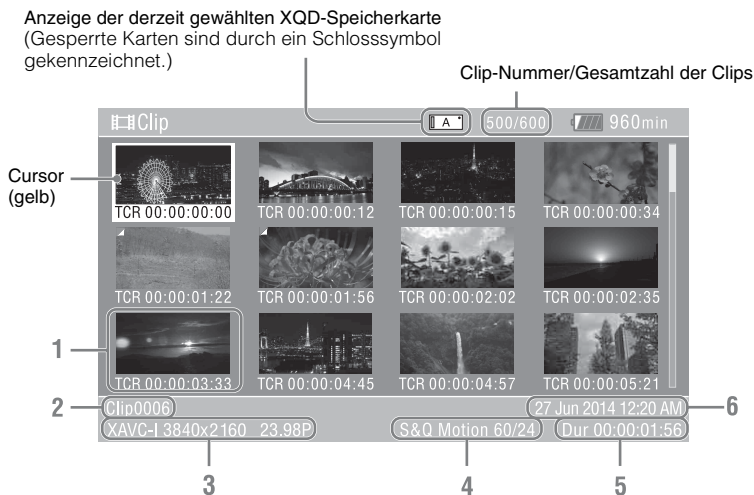 Anzeige der derzeit gewählten XQD-Speicherkarte
(Gesperrte Karten sind durch ein Schlosssymbol
gekennzeichnet.)
Clip-Nummer/Gesamtzahl der Clips
Clip
A
500/600
960min
Cursor
(gelb)
TCR 00:00:00:00
TCR 00:00:00:12
TCR 00:00:00:15
TCR 00:00:00:34
TCR 00:00:01:22
TCR 00:00:01:56
TCR 00:00:02:02
TCR 00:00:02:35
1
TCR 00:00:03:33
TCR 00:00:04:45
TCR 00:00:04:57
TCR 00:00:05:21
2
Clip0006
27 Jun 2014 12:20 AM
6
XAVC-I 3840x2160 23.98P
S&Q Motion 60/24
Dur 00:00:01:56
3
4
5